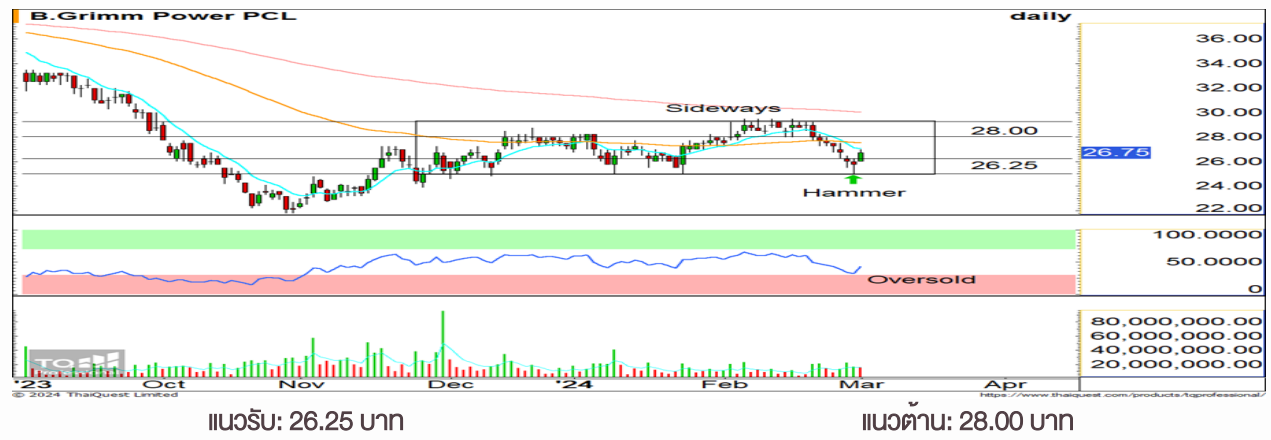 B.Grimm Power PCL daily
36.00
34.00
32.00
30.00
Sideways
28.00 28.00
26.75
26.00
26.25
24.00
Hammer
22.00
100.0000
50.0000
Oversold
0
80,000,000.00
60,000,000.00
40,000,000.00
20,000,000.00
TQ
'23 Oct Nov Dec '24 Feb Mar Apr
© 2024 ThaiQuest Limited https://www.thaiquest.com/products/tqprofessional/
แนวรับ: 26.25 บาท แนวต้าน: 28.00 บาท